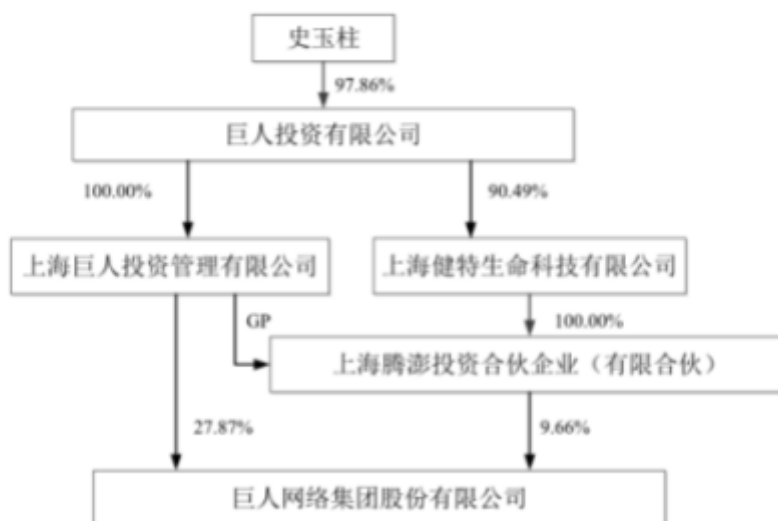 史玉柱
97.86%
巨人投资有限公司
100.00%
90.49%
上海巨人投资管理有限公司
上海健特生命科技有限公司
GP
100.00%
上海腾澎投资合伙企业（有限合伙）
27.87%
9.66%
巨人网络集团股份有限公司